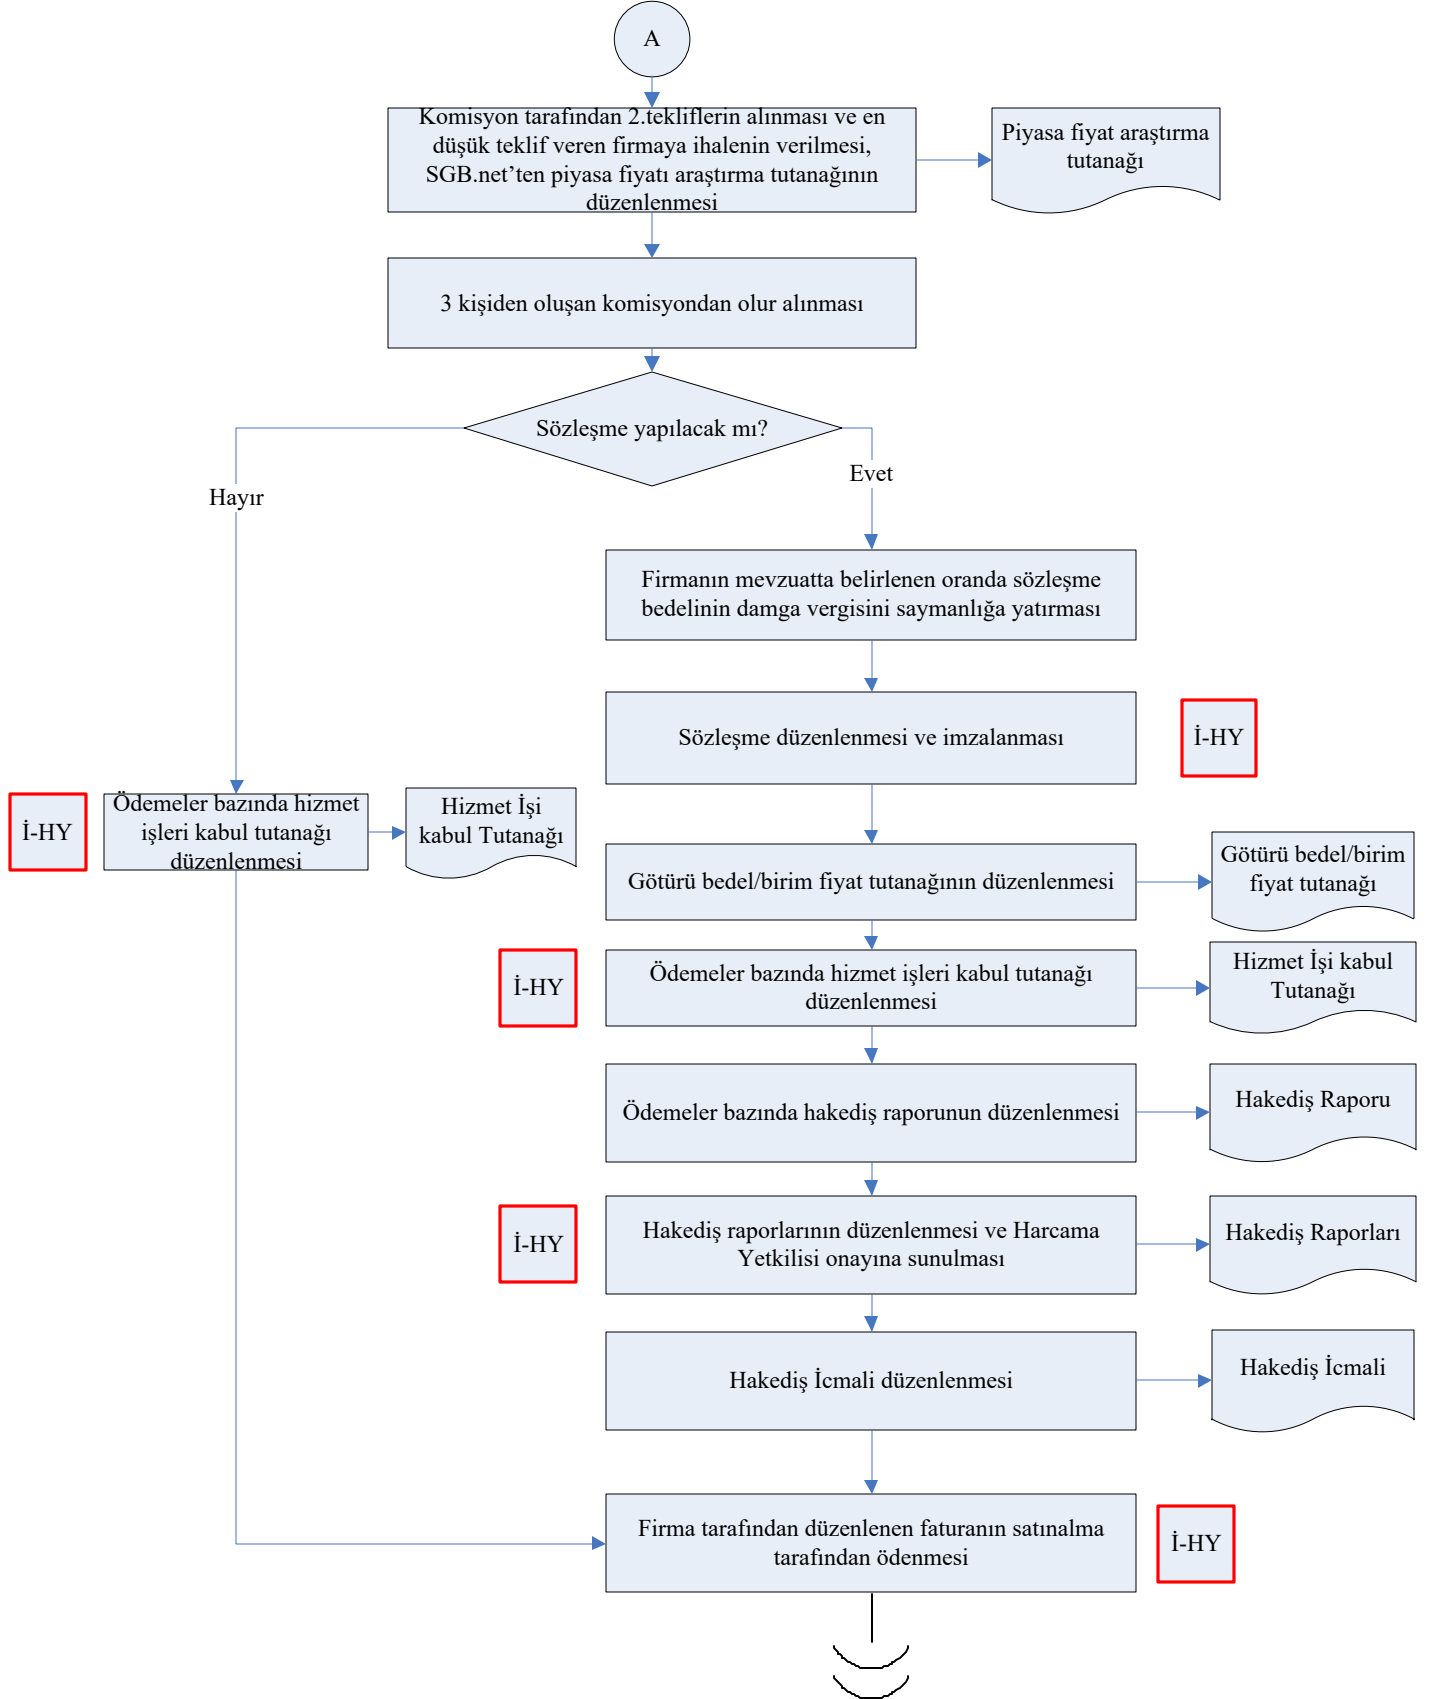 A
Komisyon tarafından 2.tekliflerin alınması ve en
düşük teklif veren firmaya ihalenin verilmesi,
SGB.net’ten piyasa fiyatı araştırma tutanağının
düzenlenmesi
Piyasa fiyat araştırma
tutanağı
3 kişiden oluşan komisyondan olur alınması
Sözleşme yapılacak mı?
Evet
Hayır
Firmanın mevzuatta belirlenen oranda sözleşme
bedelinin damga vergisini saymanlığa yatırması
Sözleşme düzenlenmesi ve imzalanması
İ-HY
İ-HY
Ödemeler bazında hizmet
işleri kabul tutanağı
düzenlenmesi
Hizmet İşi
kabul Tutanağı
Götürü bedel/birim fiyat tutanağının düzenlenmesi
Götürü bedel/birim
fiyat tutanağı
İ-HY
Ödemeler bazında hizmet işleri kabul tutanağı
düzenlenmesi
Hizmet İşi kabul
Tutanağı
Ödemeler bazında hakediş raporunun düzenlenmesi
Hakediş Raporu
İ-HY
Hakediş raporlarının düzenlenmesi ve Harcama
Yetkilisi onayına sunulması
Hakediş Raporları
Hakediş İcmali düzenlenmesi
Hakediş İcmali
Firma tarafından düzenlenen faturanın satınalma
tarafından ödenmesi
İ-HY